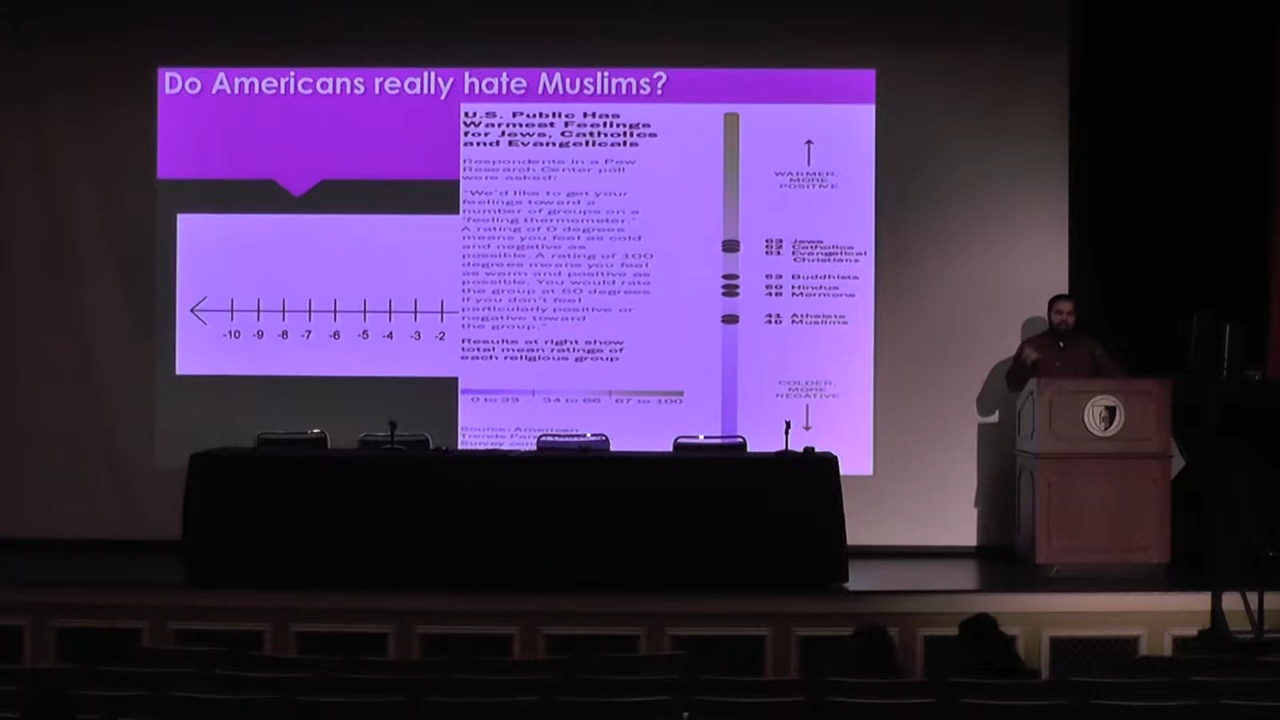 Do Americans really hate Muslims?
U.S. Public Has
Warmest Feelings
for Jews, Catholics
and Evangelicals
Respondents in a Pew
Research Center poll
were asked:
"We'd like to get your
feelings toward a
number of groups on a
'feeling thermometer.'
A rating of 0 degrees
means you feel as cold
and negative as
possible. A rating of 100
degrees means you feel
as warm and positive as
possible. You would rate
the group at 50 degrees
if you don't feel
particularly positive or
negative toward
the group."
Results at right show
total mean ratings of
each religious group
0 to 33 34 to 66 67 to 100
Source: American
Trends
Survey
WARMER,
MORE
POSITIVE
63 Jews
62 Catholics
61 Evangelical
Christians
53 Buddhists
50 Hindus
48 Mormons
41 Atheists
40 Muslims
COLDER,
MORE
NEGATIVE
-10 -9 -8 -7 -6 -5 -4 -3 -2